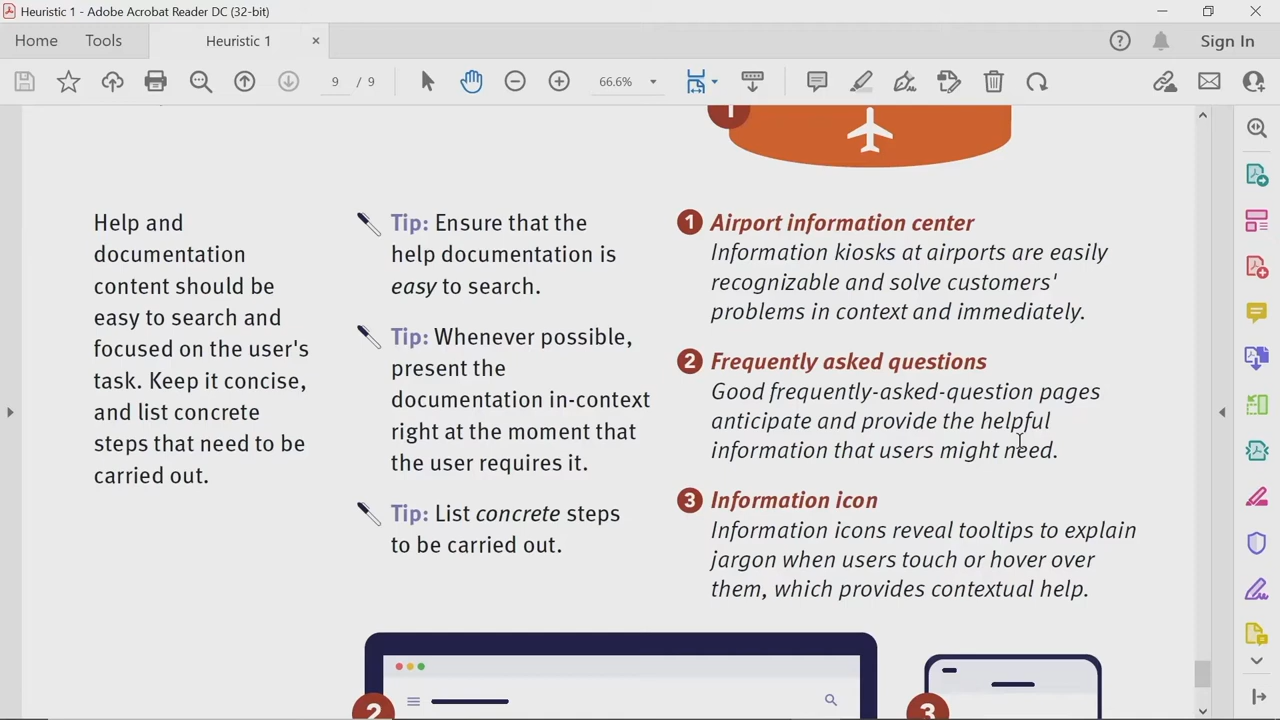 Heuristic 1 - Adobe Acrobat Reader DC (32-bit)
Home
Tools
Heuristic 1
Sign In
9 / 9
66.6%
1
Help and
documentation
content should be
easy to search and
focused on the user's
task. Keep it concise,
and list concrete
steps that need to be
carried out.
Tip: Ensure that the
help documentation is
easy to search.
Tip: Whenever possible,
present the
documentation in-context
right at the moment that
the user requires it.
Tip: List concrete steps
to be carried out.
1 Airport information center
Information kiosks at airports are easily
recognizable and solve customers'
problems in context and immediately.
2 Frequently asked questions
Good frequently-asked-question pages
anticipate and provide the helpful
information that users might need.
3 Information icon
Information icons reveal tooltips to explain
jargon when users touch or hover over
them, which provides contextual help.
2
3